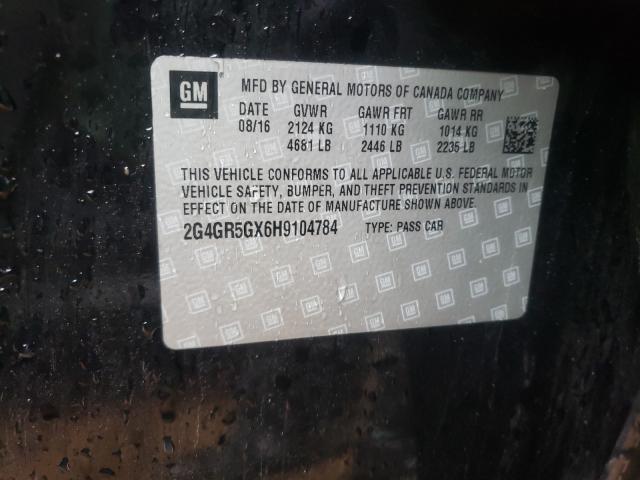 GM MFD BY GENERAL MOTORS OF CANADA COMPANY
DATE GVWR GAWR FRT GAWR RR
08/16 2124 KG 1110 KG 1014 KG
4681 LB 2446 LB 2235 LB
THIS VEHICLE CONFORMS TO ALL APPLICABLE U.S. FEDERAL MOTOR
VEHICLE SAFETY, BUMPER, AND THEFT PREVENTION STANDARDS IN
EFFECT ON THE DATE OF MANUFACTURE SHOWN ABOVE.
2G4GR5GX6H9104784 TYPE: PASS CAR